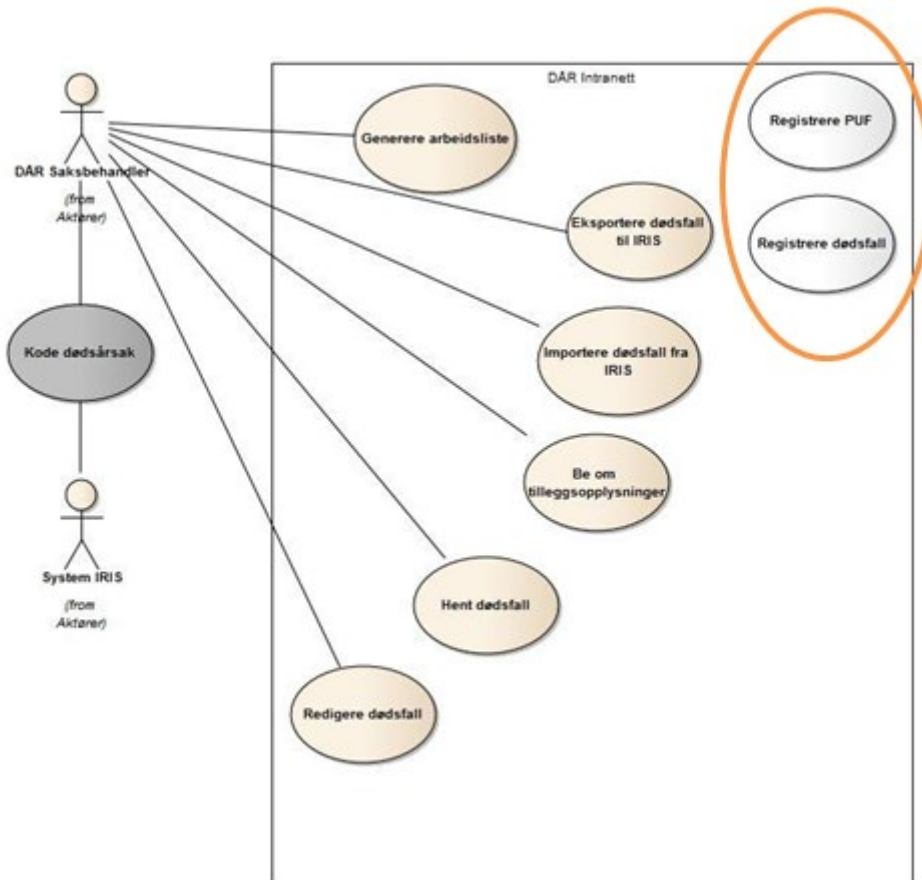 DÅR Intranett
Registrere PUF
Generere arbeidsliste
DÅR Saksbehandler
(from
Aktører)
Eksportere dødsfall
til IRIS
Registrere dødsfall
Kode dødsårsak
Importere dødsfall fra
IRIS
Be om
tilleggsopplysninger
System IRIS
(from
Aktører)
Hent dødsfall
Redigere dødsfall